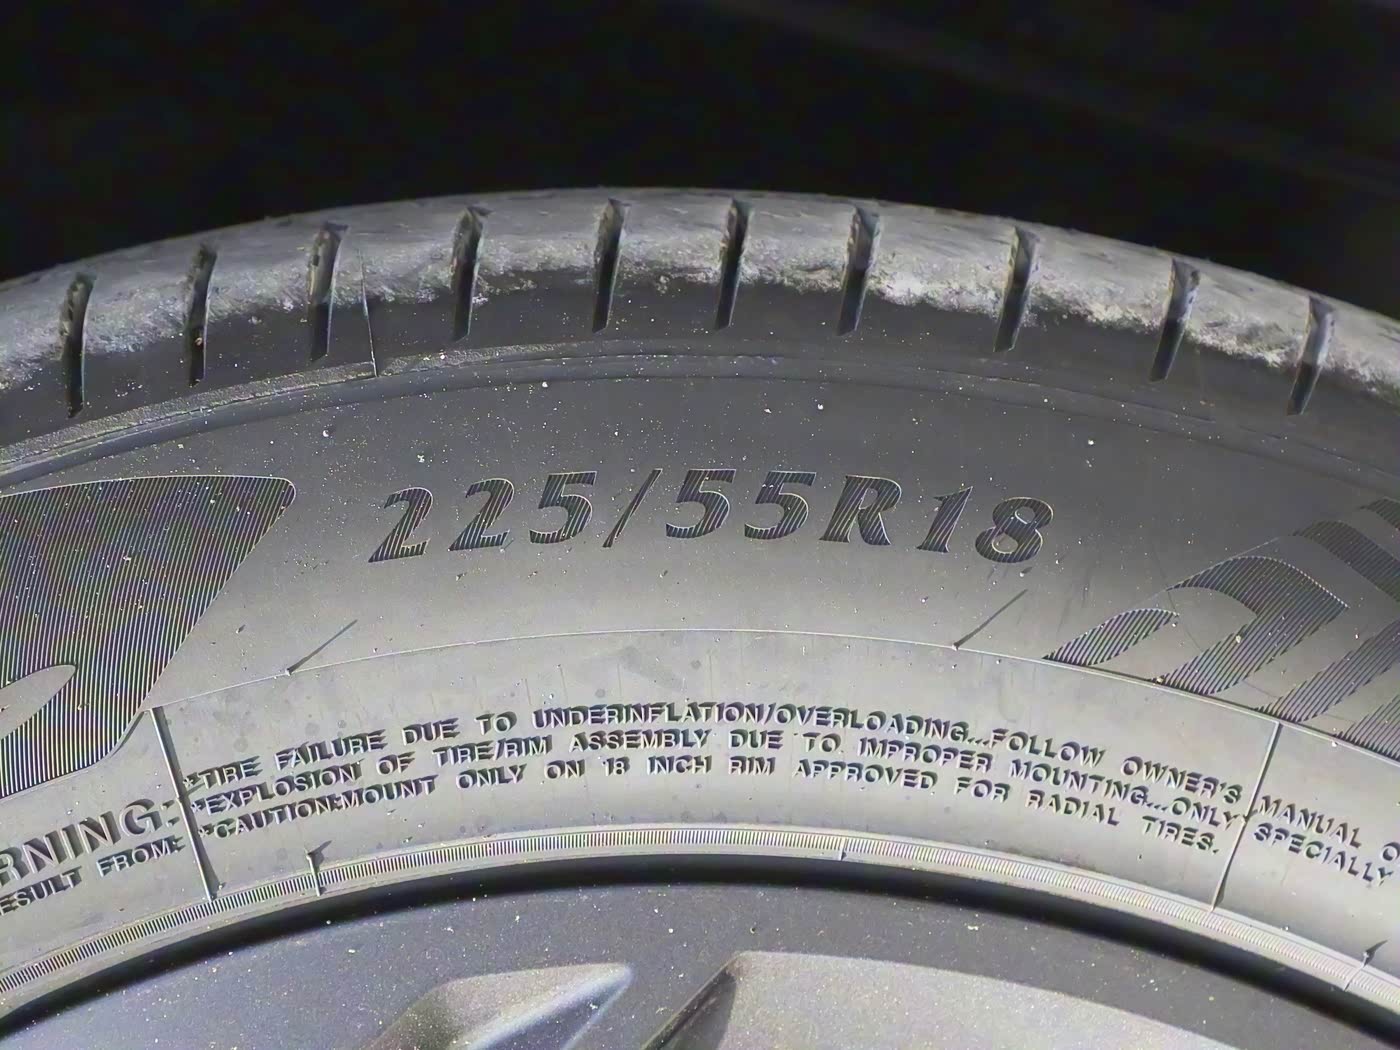 225/55R18
RNING: •TIRE FAILURE DUE TO UNDERINFLATION/OVERLOADING...FOLLOW OWNER'S MANUAL O
•EXPLOSION OF TIRE/RIM ASSEMBLY DUE TO IMPROPER MOUNTING...ONLY SPECIALLY
ESULT FROM: •CAUTION:MOUNT ONLY ON 18 INCH RIM APPROVED FOR RADIAL TIRES.